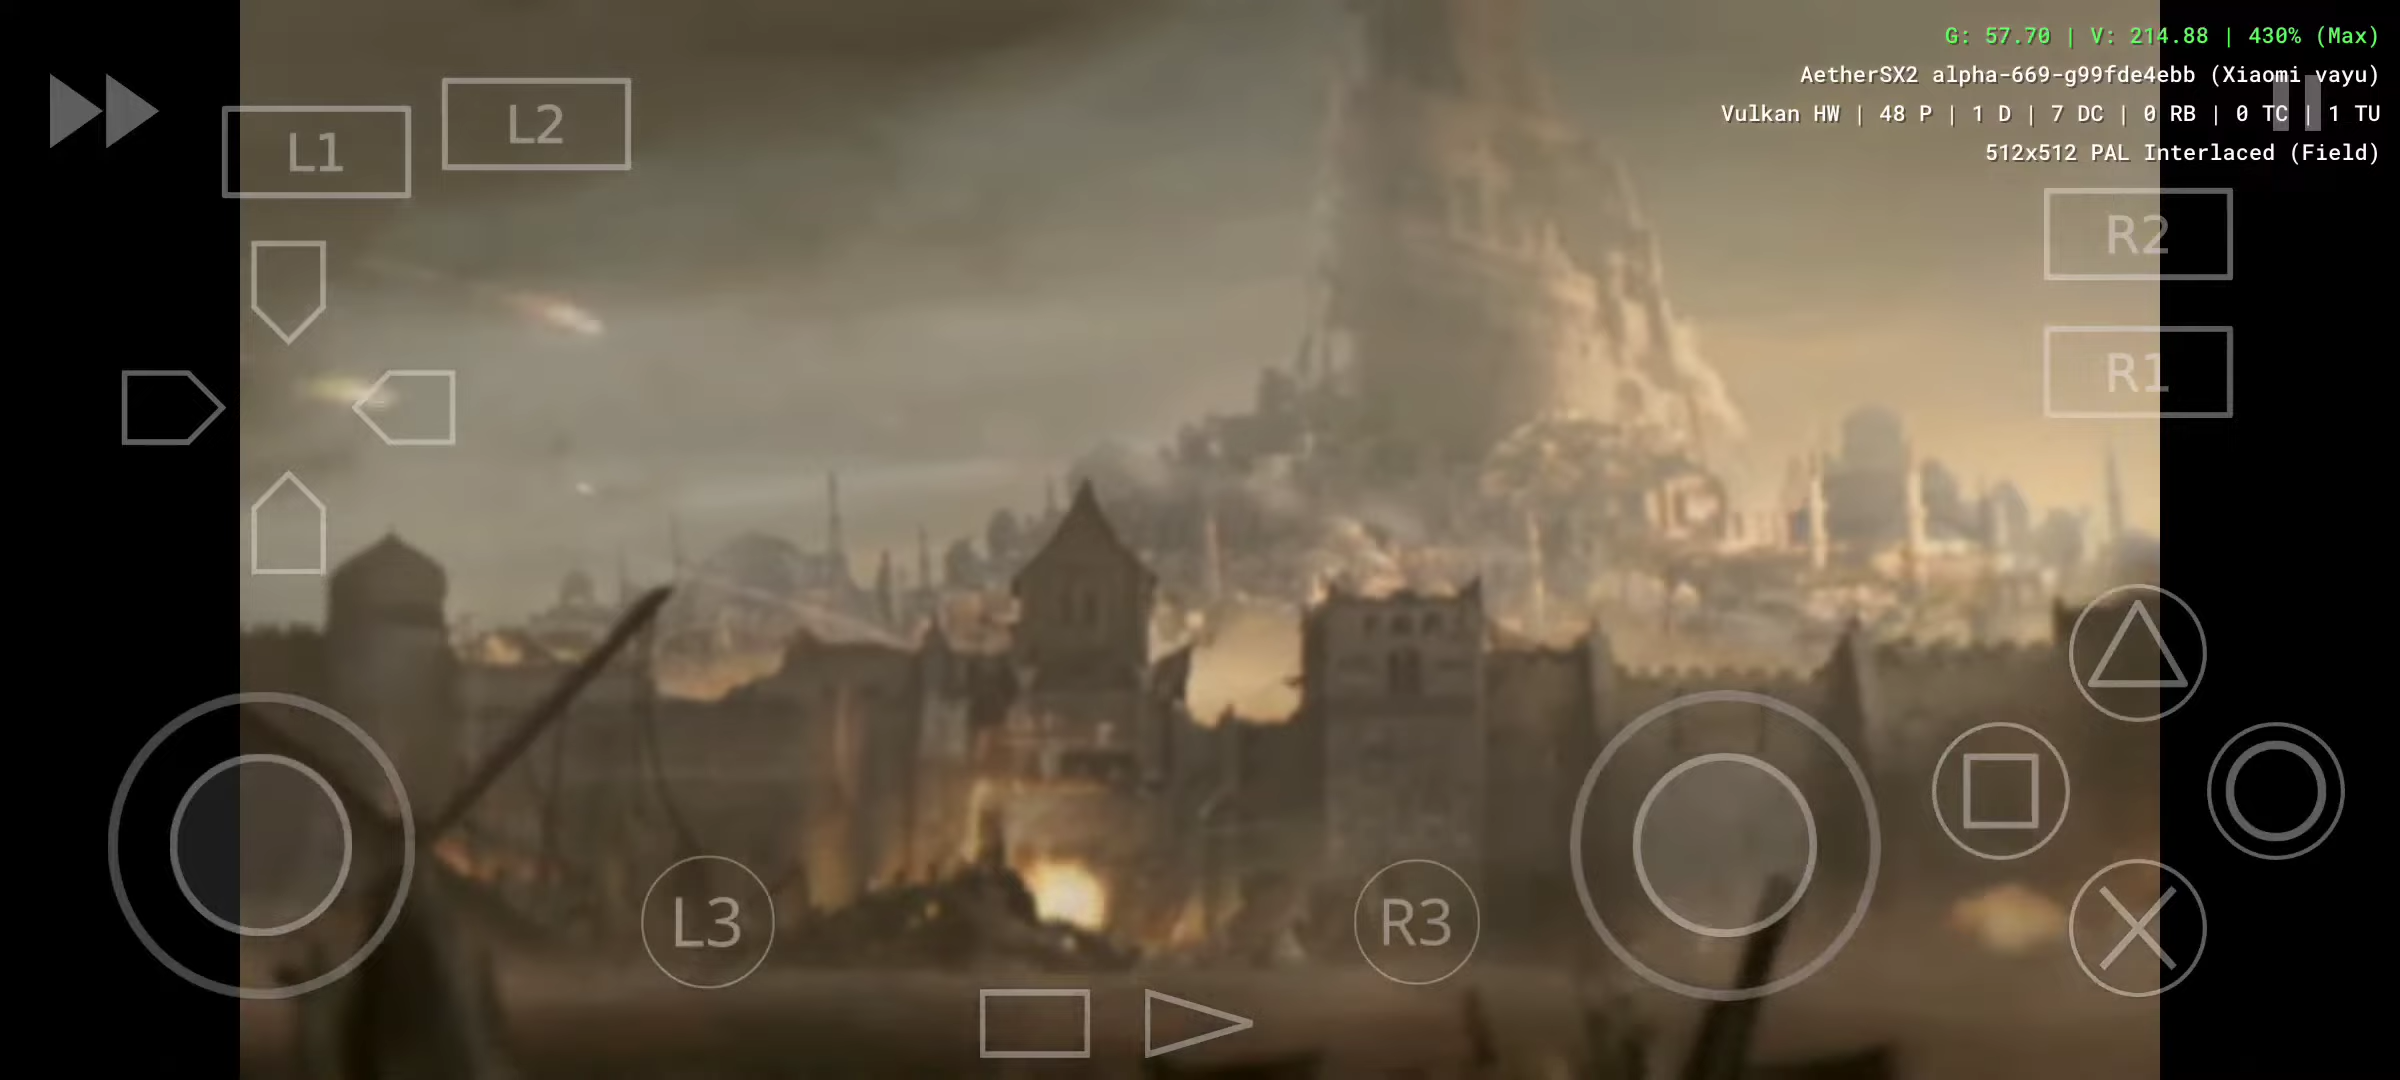 G: 57.70 | V: 214.88 | 430% (Max)
AetherSX2 alpha-669-g99fde4ebb (Xiaomi vayu)
Vulkan HW | 48 P | 1 D | 7 DC | 0 RB | 0 TC | 1 TU
512x512 PAL Interlaced (Field)
L1
L2
R2
R1
L3
R3